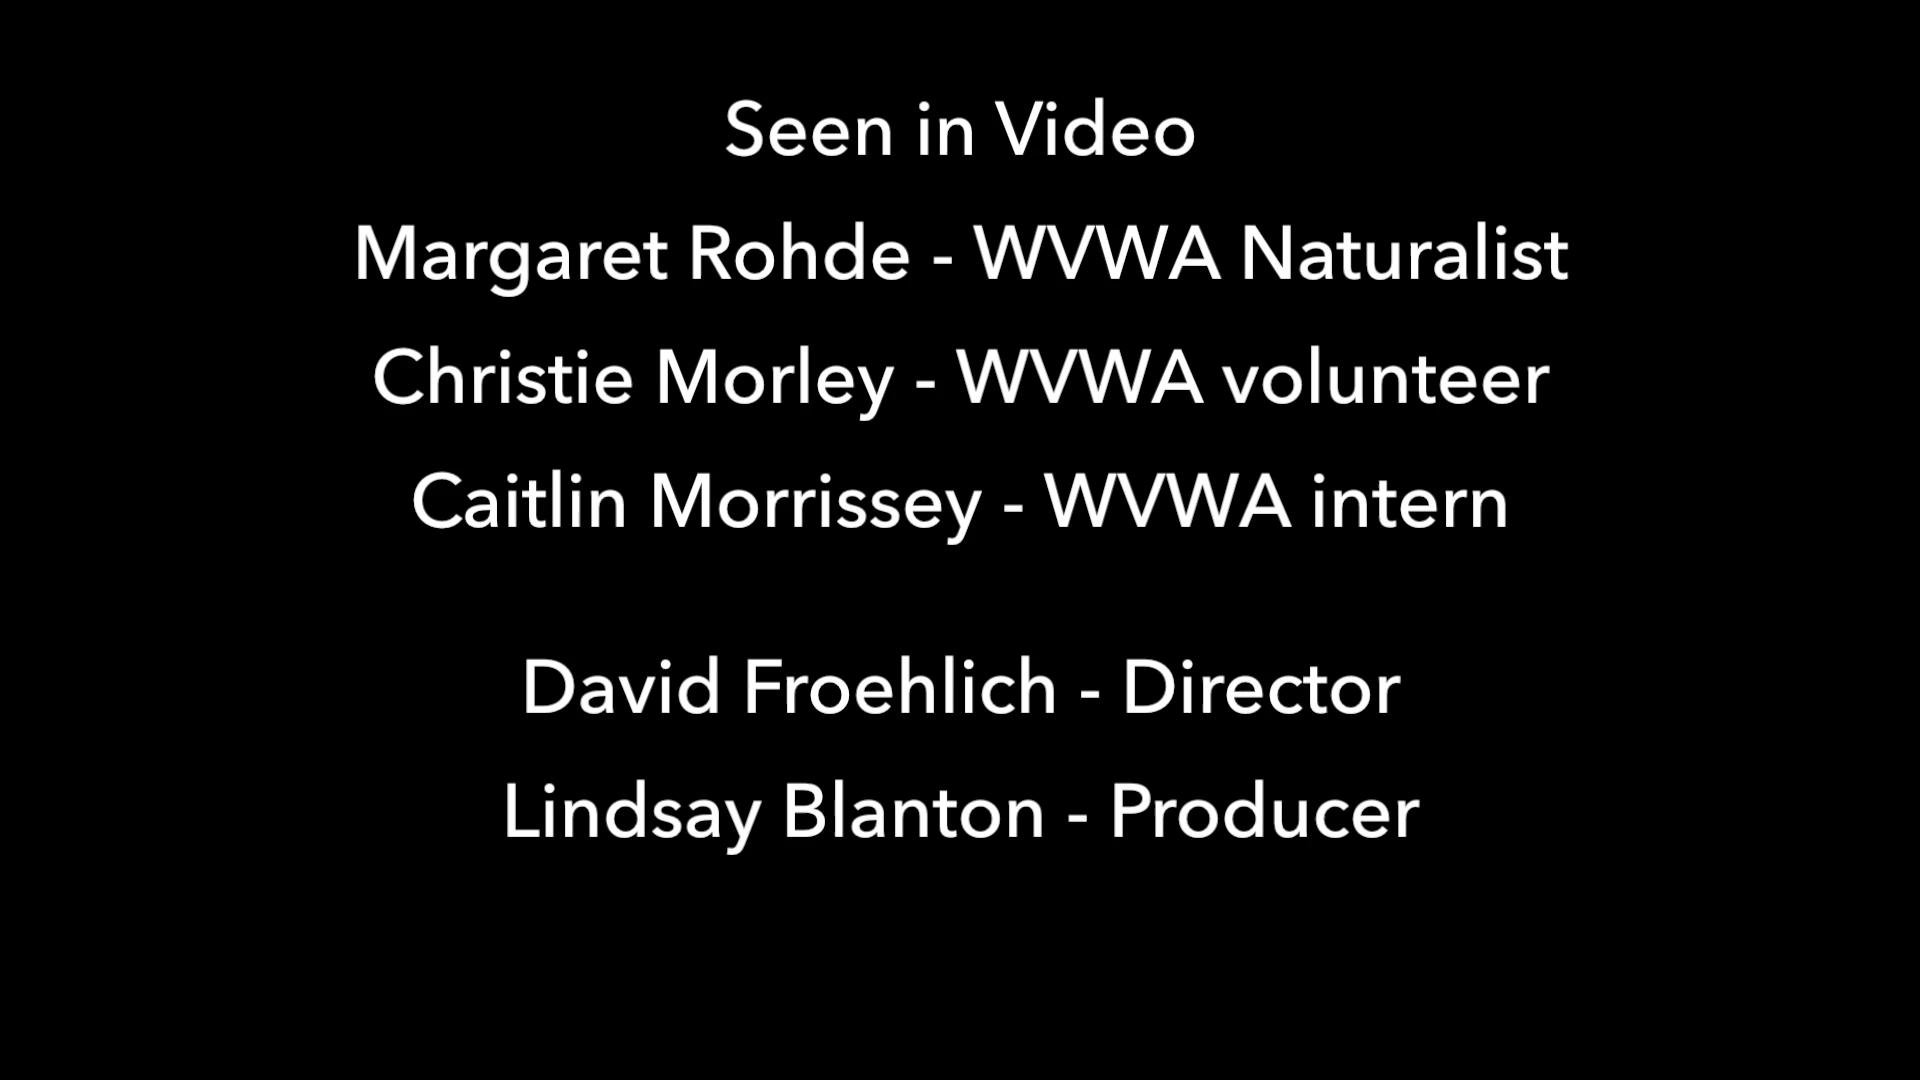 Seen in Video
Margaret Rohde - WVWA Naturalist
Christie Morley - WVWA volunteer
Caitlin Morrissey - WVWA intern
David Froehlich - Director
Lindsay Blanton - Producer